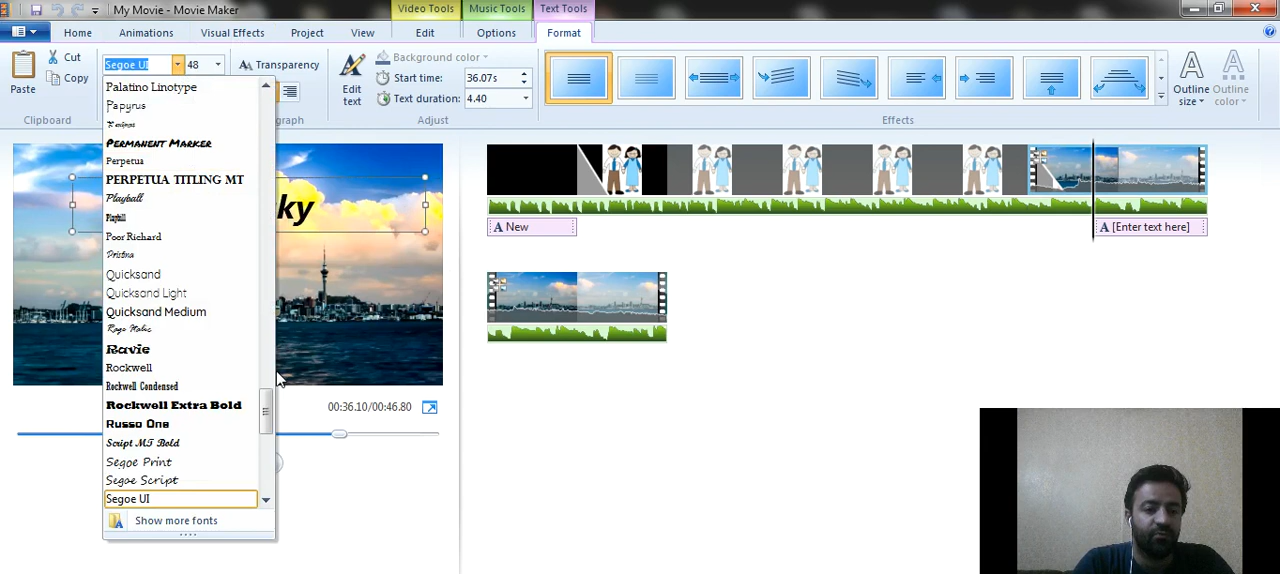 My Movie - Movie Maker
Video Tools
Music Tools
Text Tools
Home
Animations
Visual Effects
Project
View
Edit
Options
Format
Paste
Cut
Copy
Clipboard
Segoe UI
48
Transparency
Edit
text
Background color
Start time:
36.07s
Text duration:
4.40
Adjust
Effects
Outline
size
Outline
color
Palatino Linotype
Papyrus
PERMANENT MARKER
Perpetua
PERPETUA TITLING MT
Playball
Playbill
Poor Richard
Pristina
Quicksand
Quicksand Light
Quicksand Medium
Rage Italic
Ravie
Rockwell
Rockwell Condensed
Rockwell Extra Bold
Russo One
Script MT Bold
Segoe Print
Segoe Script
Segoe UI
Show more fonts
ky
00:36.10/00:46.80
A New
A [Enter text here]